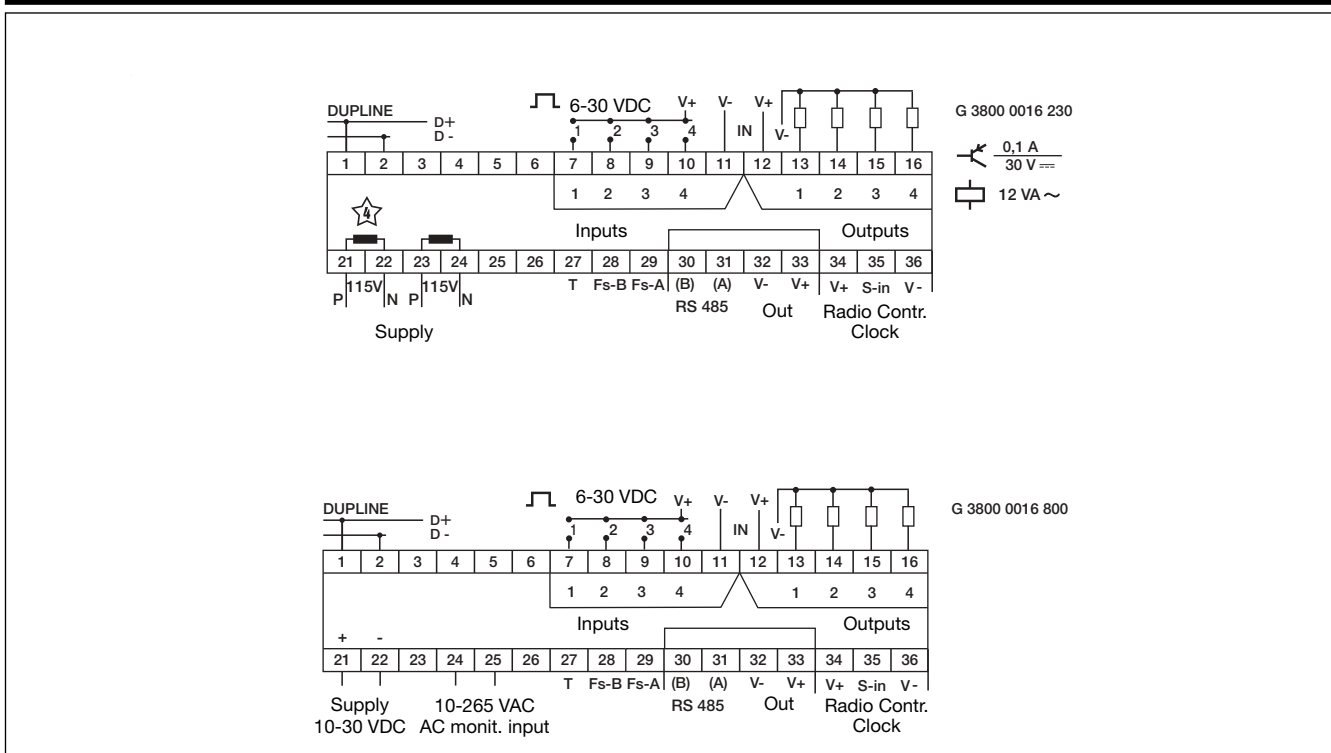 DUPLINE
D+
D -
6-30 VDC V+ V- V+
1 2 3 4 IN V-
1 2 3 4 5 6 7 8 9 10 11 12 13 14 15 16
1 2 3 4 1 2 3 4
4
Inputs Outputs
21 22 23 24 25 26 27 28 29 30 31 32 33 34 35 36
P 115V N P 115V N
T Fs-B Fs-A (B) (A) V- V+ V+ S-in V -
RS 485 Out Radio Contr.
Clock
Supply
G 3800 0016 230
0,1 A
30 V
12 VA ~
DUPLINE
D+
D -
6-30 VDC V+ V- V+
1 2 3 4 IN V-
G 3800 0016 800
1 2 3 4 5 6 7 8 9 10 11 12 13 14 15 16
1 2 3 4 1 2 3 4
Inputs Outputs
+ -
21 22 23 24 25 26 27 28 29 30 31 32 33 34 35 36
T Fs-B Fs-A (B) (A) V- V+ V+ S-in V -
Supply 10-265 VAC RS 485 Out Radio Contr.
10-30 VDC AC monit. input Clock